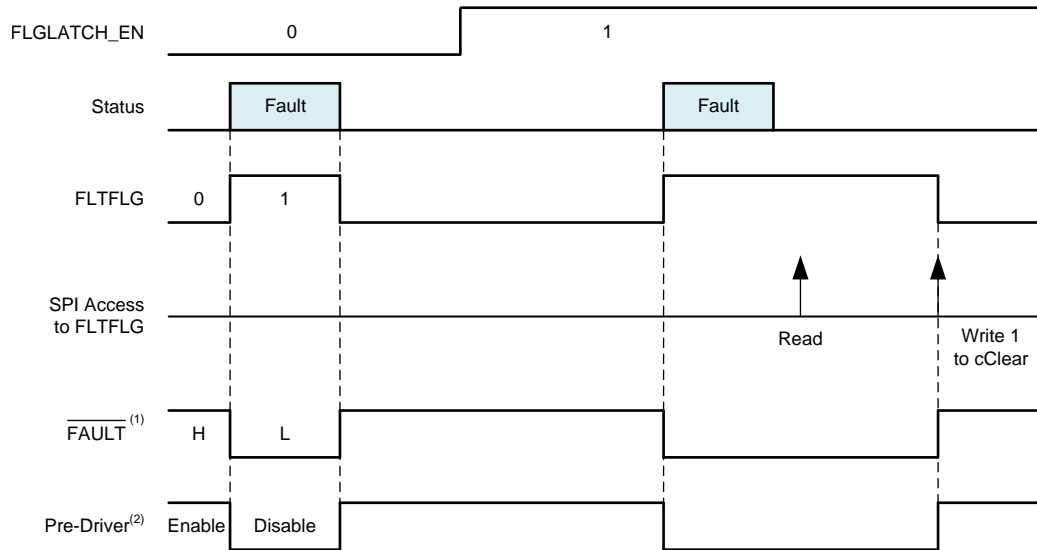 FLGLATCH_EN 0 1
Status Fault Fault
FLTFLG 0 1
SPI Access
to FLTFLG
Read
Write 1
to cClear
FAULT (1) H L
Pre-Driver(2) Enable Disable